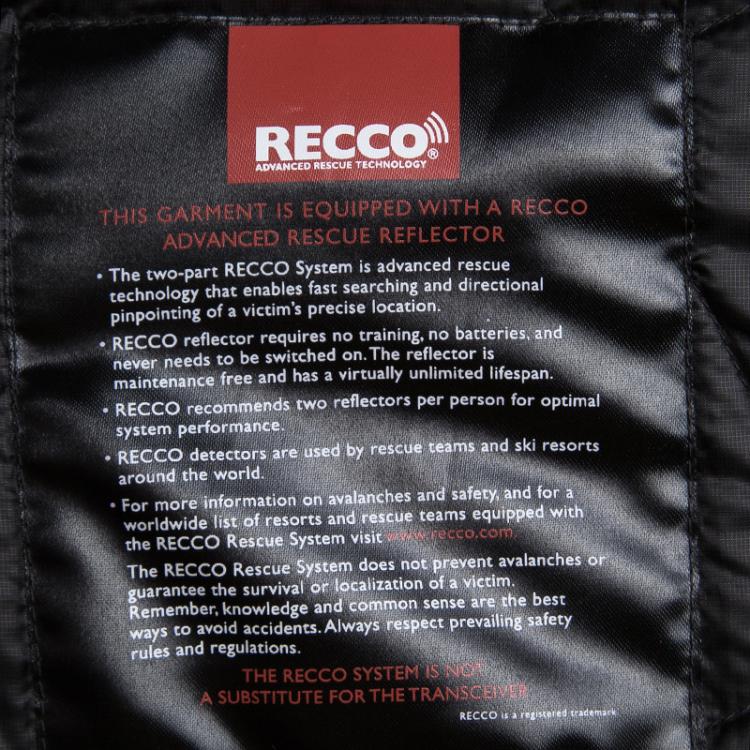 RECCO®
ADVANCED RESCUE TECHNOLOGY
THIS GARMENT IS EQUIPPED WITH A RECCO
ADVANCED RESCUE REFLECTOR
• The two-part RECCO System is advanced rescue
technology that enables fast searching and directional
pinpointing of a victim's precise location.
• RECCO reflector requires no training, no batteries, and
never needs to be switched on. The reflector is
maintenance free and has a virtually unlimited lifespan.
• RECCO recommends two reflectors per person for optimal
system performance.
• RECCO detectors are used by rescue teams and ski resorts
around the world.
• For more information on avalanches and safety, and for a
worldwide list of resorts and rescue teams equipped with
the RECCO Rescue System visit www.recco.com.
The RECCO Rescue System does not prevent avalanches or
guarantee the survival or localization of a victim.
Remember, knowledge and common sense are the best
ways to avoid accidents. Always respect prevailing safety
rules and regulations.
THE RECCO SYSTEM IS NOT
A SUBSTITUTE FOR THE TRANSCEIVER
RECCO is a registered trademark